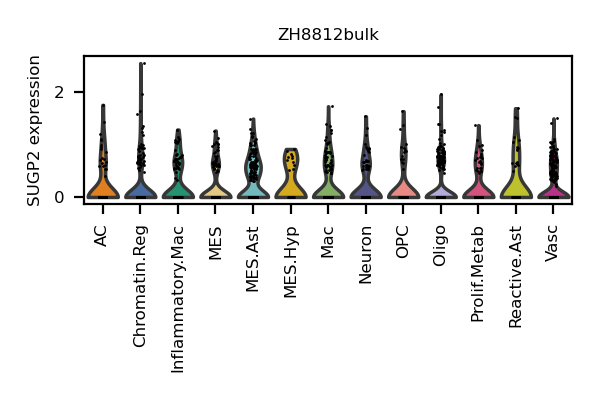 ZH8812bulk
SUGP2 expression
2
0
AC
Chromatin.Reg
Inflammatory.Mac
MES
MES.Ast
MES.Hyp
Mac
Neuron
OPC
Oligo
Prolif.Metab
Reactive.Ast
Vasc